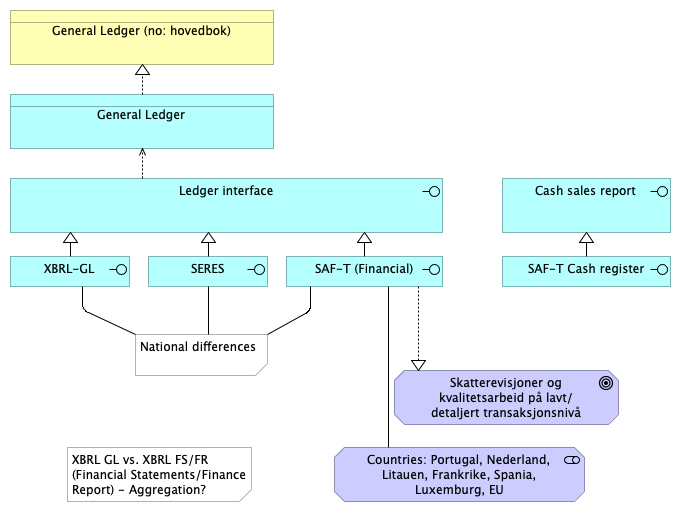 General Ledger (no: hovedbok)
General Ledger
Ledger interface
Cash sales report
XBRL-GL
SERES
SAF-T (Financial)
SAF-T Cash register
National differences
Skatterevisjoner og
kvalitetsarbeid på lavt/
detaljert transaksjonsnivå
XBRL GL vs. XBRL FS/FR
(Financial Statements/Finance
Report) – Aggregation?
Countries: Portugal, Nederland,
Litauen, Frankrike, Spania,
Luxemburg, EU